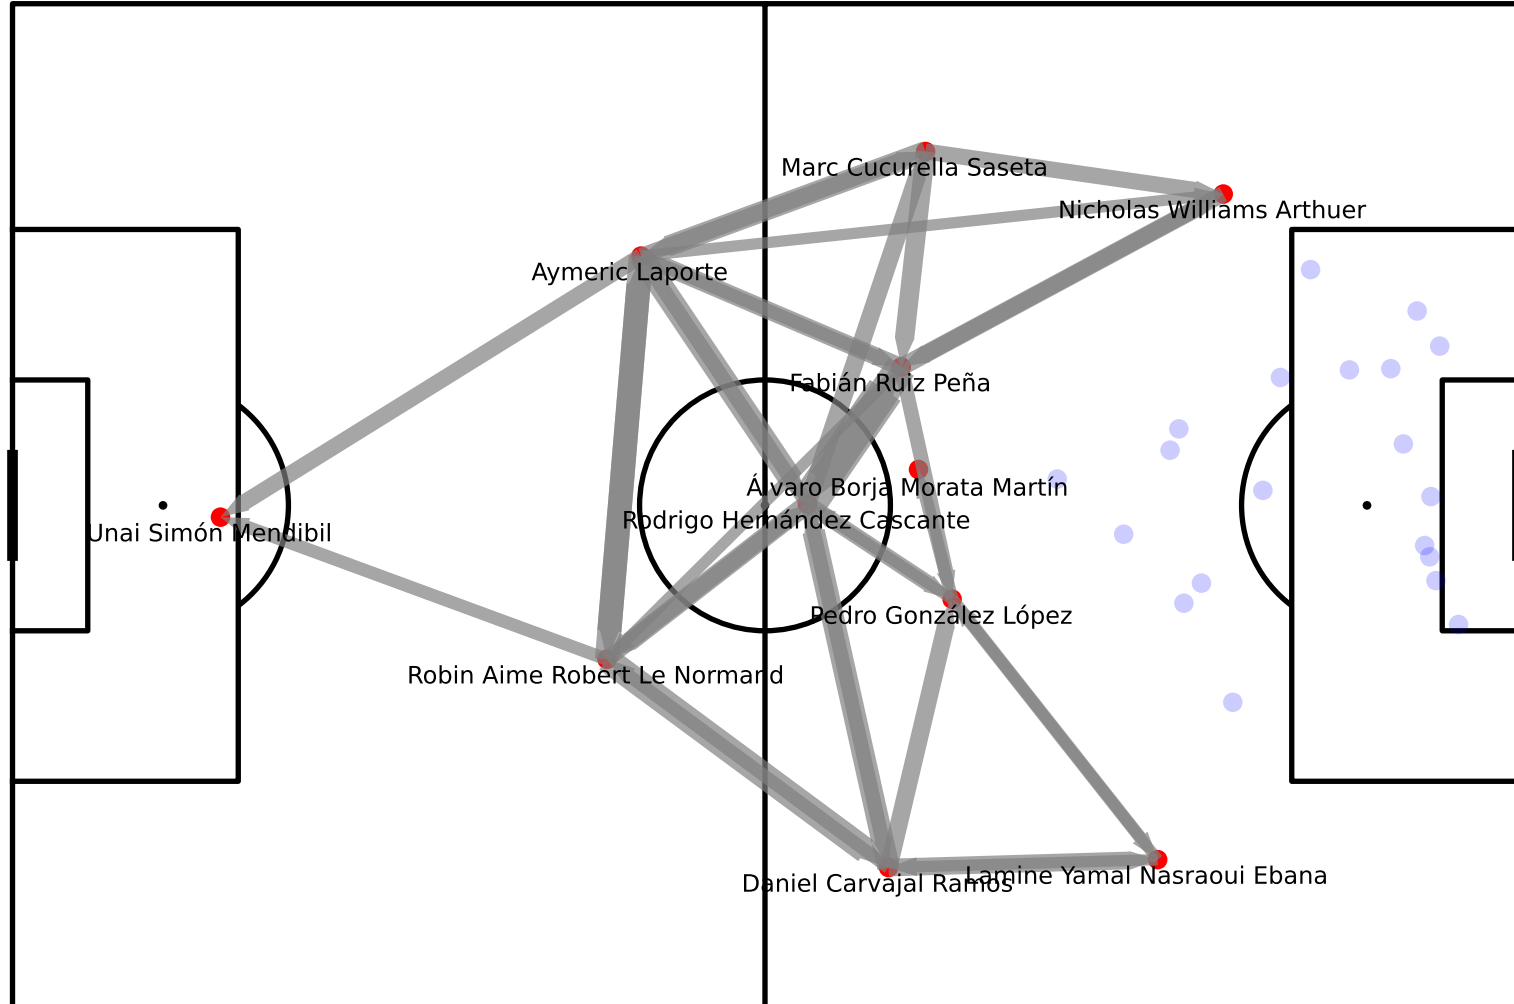 Marc Cucurella Saseta
Nicholas Williams Arthuer
Aymeric Laporte
Fabián Ruiz Peña
Álvaro Borja Morata Martín
Rodrigo Hernández Cascante
Unai Simón Mendibil
Pedro González López
Robin Aime Robert Le Normand
Daniel Carvajal Ramos
Lamine Yamal Nasraoui Ebana